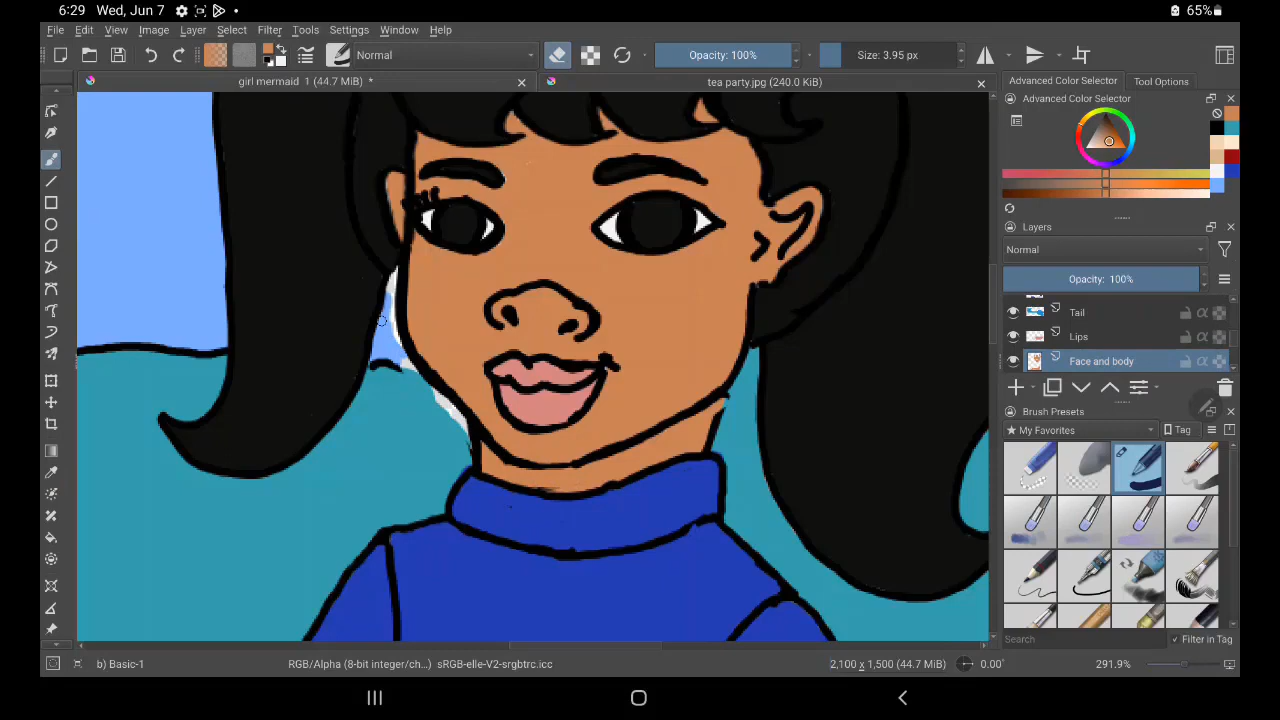 6:29 Wed, Jun 7
65%
File Edit View Image Layer Select Filter Tools Settings Window Help
Normal
Opacity: 100%
Size: 3.95 px
girl mermaid 1 (44.7 MiB) *
tea party.jpg (240.0 KiB)
Advanced Color Selector
Tool Options
Advanced Color Selector
Layers
Normal
Opacity: 100%
Tail
Lips
Face and body
Brush Presets
My Favorites
Tag
Search
Filter in Tag
b) Basic-1
RGB/Alpha (8-bit integer/ch...)
sRGB-elle-V2-srgbtrc.icc
2,100 x 1,500 (44.7 MiB)
0.00°
291.9%